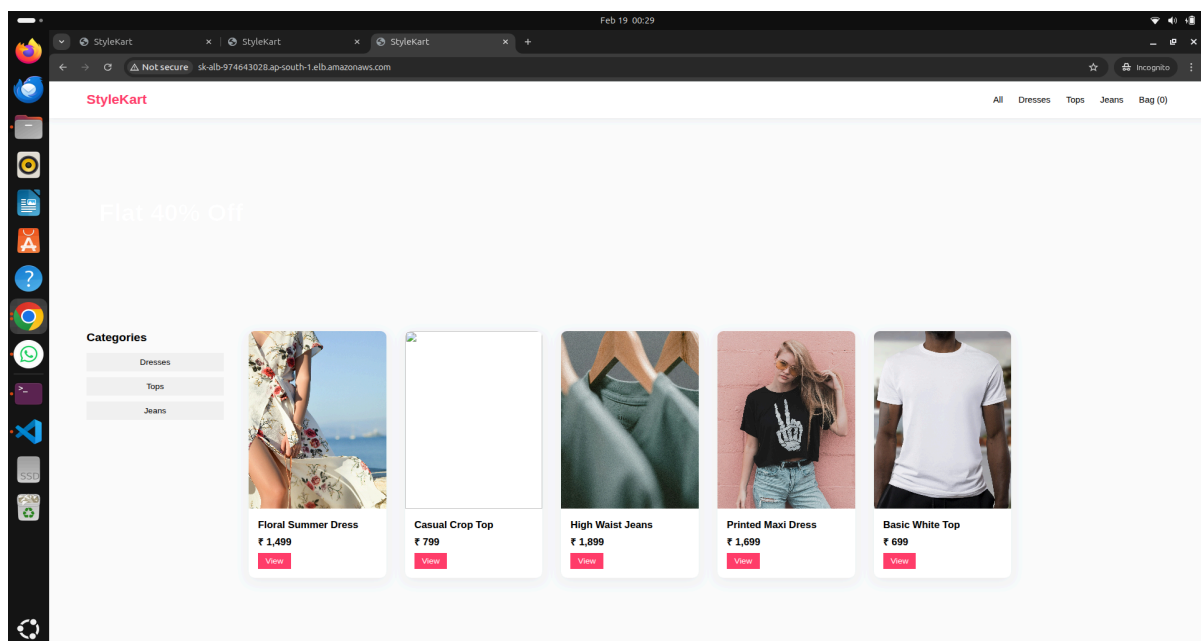 Feb 19 00:29
StyleKart
StyleKart
StyleKart
Not secure sk-alb-974643028.ap-south-1.elb.amazonaws.com
Incognito
StyleKart
All Dresses Tops Jeans Bag (0)
Flat 40% Off
Categories
Dresses
Tops
Jeans
Floral Summer Dress
₹ 1,499
View
Casual Crop Top
₹ 799
View
High Waist Jeans
₹ 1,899
View
Printed Maxi Dress
₹ 1,699
View
Basic White Top
₹ 699
View
SSD